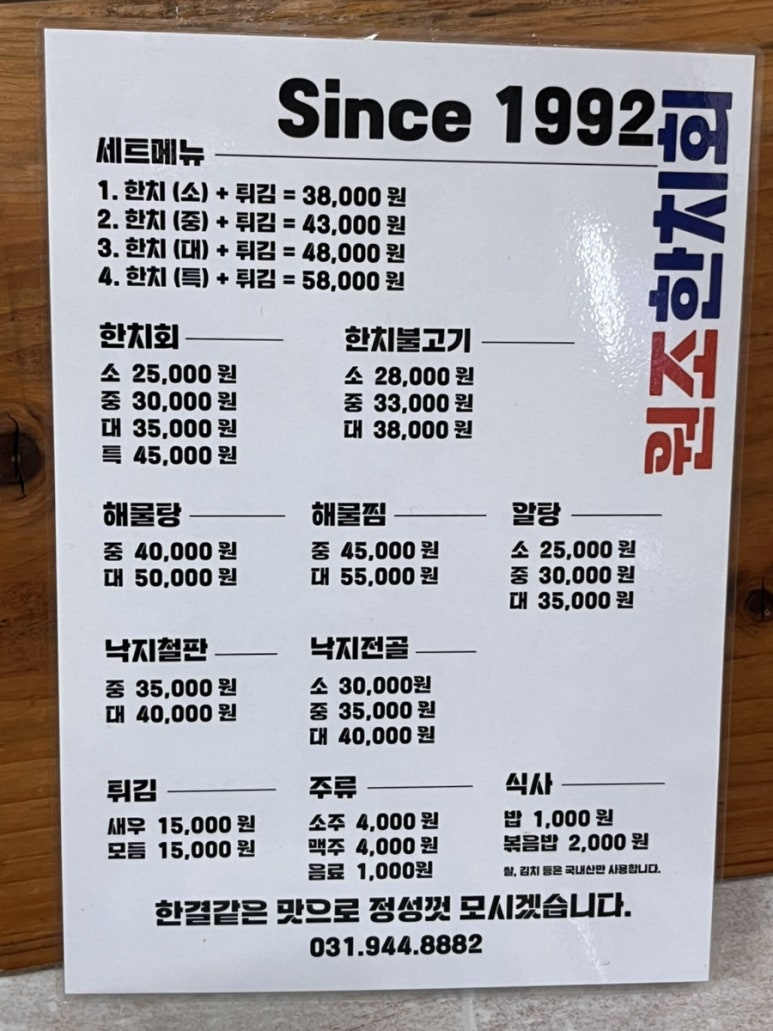 Since 1992
원조한치회
세트메뉴
1. 한치 (소) + 튀김 = 38,000 원
2. 한치 (중) + 튀김 = 43,000 원
3. 한치 (대) + 튀김 = 48,000 원
4. 한치 (특) + 튀김 = 58,000 원
한치회
소 25,000 원
중 30,000 원
대 35,000 원
특 45,000 원
한치불고기
소 28,000 원
중 33,000 원
대 38,000 원
해물탕
중 40,000 원
대 50,000 원
해물찜
중 45,000 원
대 55,000 원
알탕
소 25,000 원
중 30,000 원
대 35,000 원
낙지철판
중 35,000 원
대 40,000 원
낙지전골
소 30,000원
중 35,000 원
대 40,000 원
튀김
새우 15,000 원
모듬 15,000 원
주류
소주 4,000 원
맥주 4,000 원
음료 1,000원
식사
밥 1,000 원
볶음밥 2,000 원
쌀, 김치 등은 국내산만 사용합니다.
한결같은 맛으로 정성껏 모시겠습니다.
031.944.8882